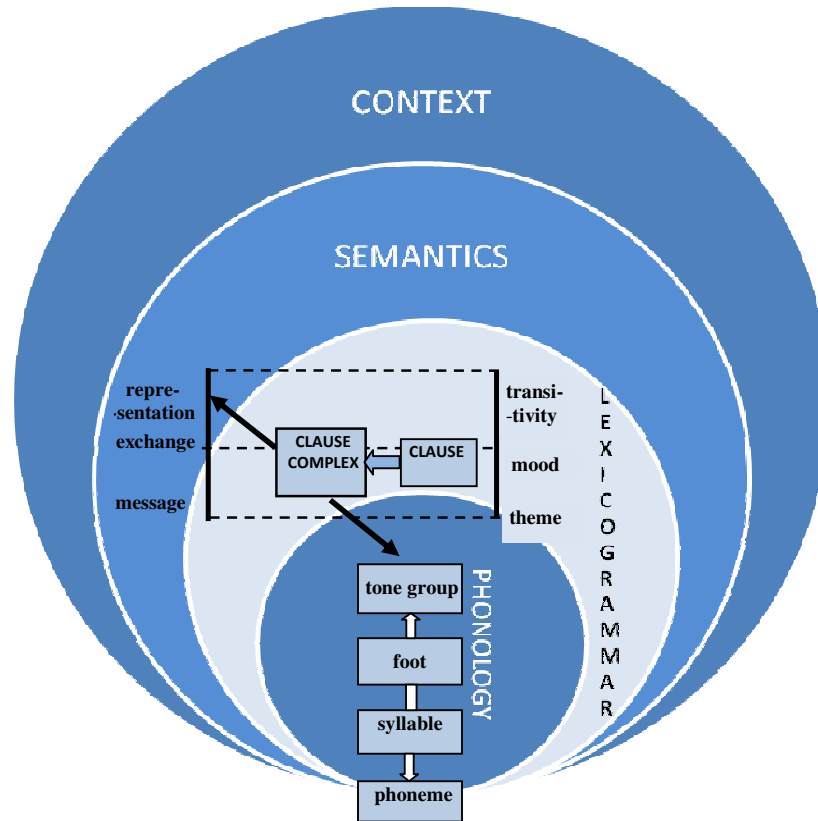 CONTEXT
SEMANTICS
repre-
-sentation
exchange
message
CLAUSE
COMPLEX
CLAUSE
transi-
-tivity
mood
theme
LEXICOGRAMMAR
PHONOLOGY
tone group
foot
syllable
phoneme